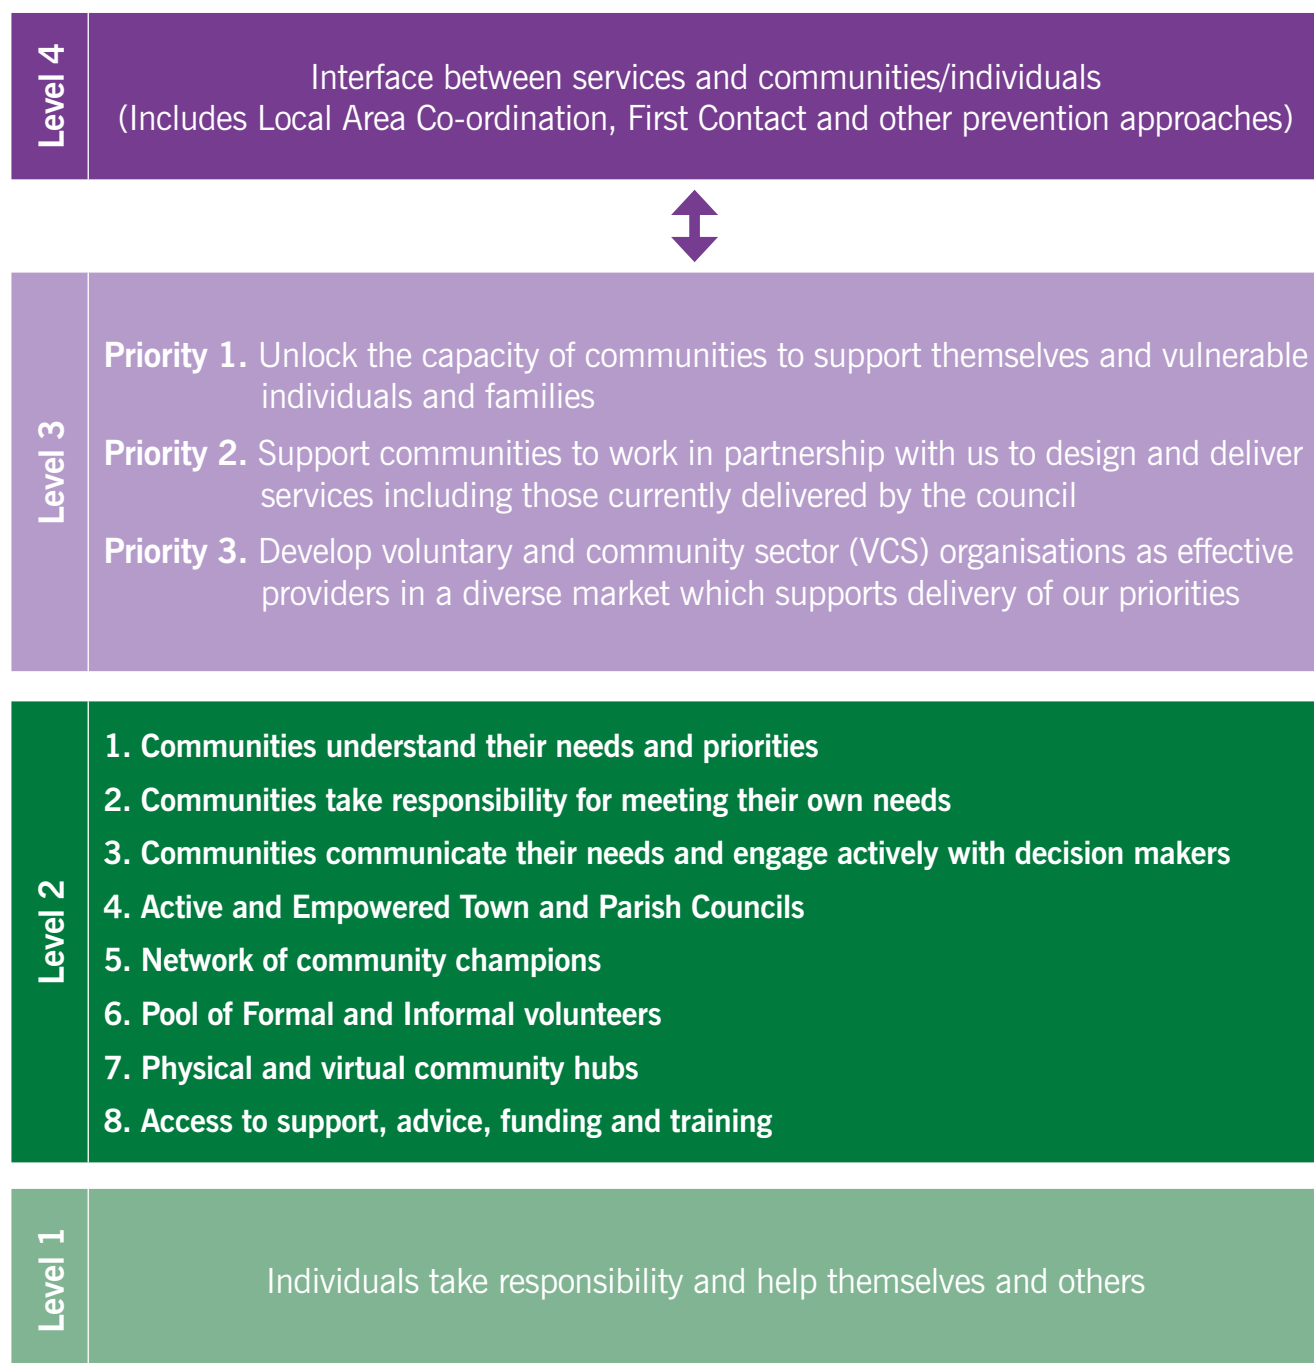 Level 4
Interface between services and communities/individuals
(Includes Local Area Co-ordination, First Contact and other prevention approaches)
Level 3
Priority 1. Unlock the capacity of communities to support themselves and vulnerable
individuals and families
Priority 2. Support communities to work in partnership with us to design and deliver
services including those currently delivered by the council
Priority 3. Develop voluntary and community sector (VCS) organisations as effective
providers in a diverse market which supports delivery of our priorities
Level 2
1. Communities understand their needs and priorities
2. Communities take responsibility for meeting their own needs
3. Communities communicate their needs and engage actively with decision makers
4. Active and Empowered Town and Parish Councils
5. Network of community champions
6. Pool of Formal and Informal volunteers
7. Physical and virtual community hubs
8. Access to support, advice, funding and training
Level 1
Individuals take responsibility and help themselves and others